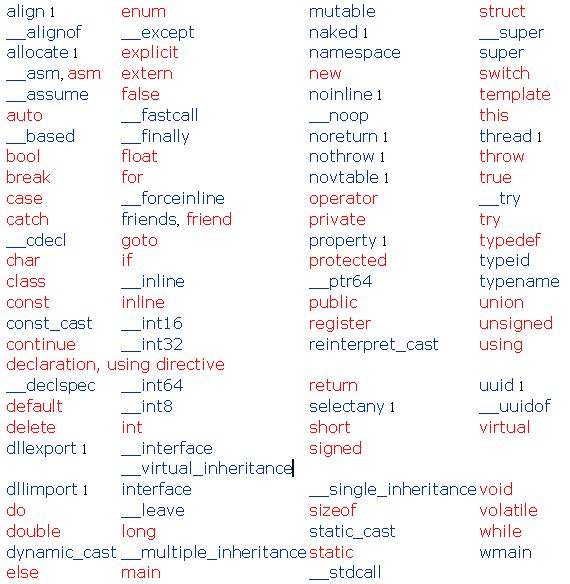 align 1 enum mutable struct
__alignof __except naked 1 __super
allocate 1 explicit namespace super
__asm, asm extern new switch
__assume false noinline 1 template
auto __fastcall __noop this
__based __finally noreturn 1 thread 1
bool float nothrow 1 throw
break for novtable 1 true
case __forceinline operator __try
catch friends, friend private try
__cdecl goto property 1 typedef
char if protected typeid
class __inline __ptr64 typename
const inline public union
const_cast __int16 register unsigned
continue __int32 reinterpret_cast using
declaration, using directive
__declspec __int64 return uuid 1
default __int8 selectany 1 __uuidof
delete int short virtual
dllexport 1 __interface signed
__virtual_inheritance
dllimport 1 interface __single_inheritance void
do __leave sizeof volatile
double long static_cast while
dynamic_cast __multiple_inheritance static wmain
else main __stdcall